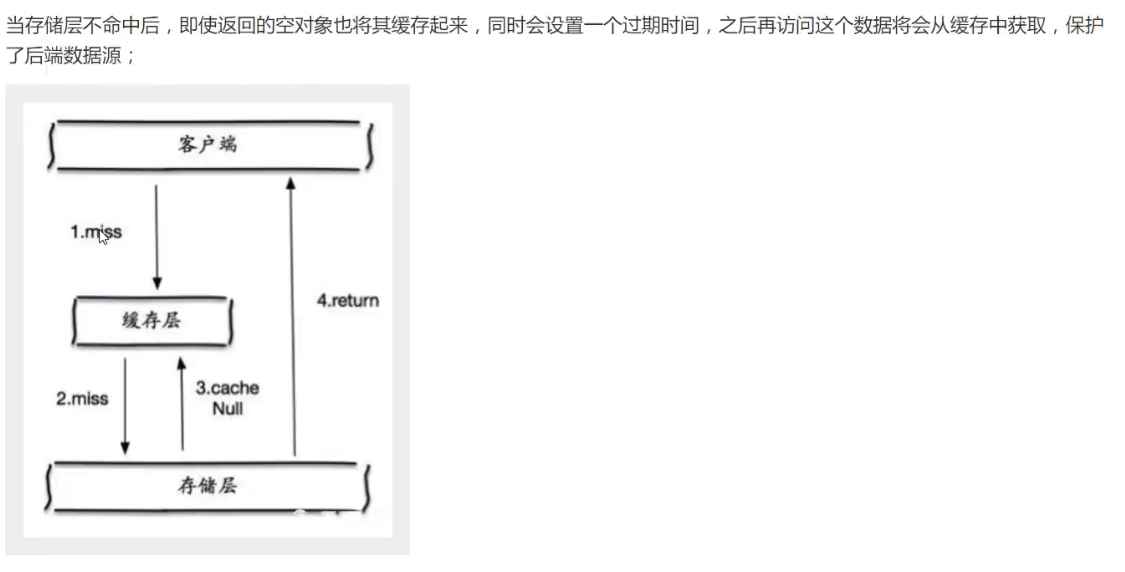 当存储层不命中后，即使返回的空对象也将其缓存起来，同时会设置一个过期时间，之后再访问这个数据将会从缓存中获取，保护
了后端数据源；
客户端
1.miss
4.return
缓存层
3.cache
Null
2.miss
存储层